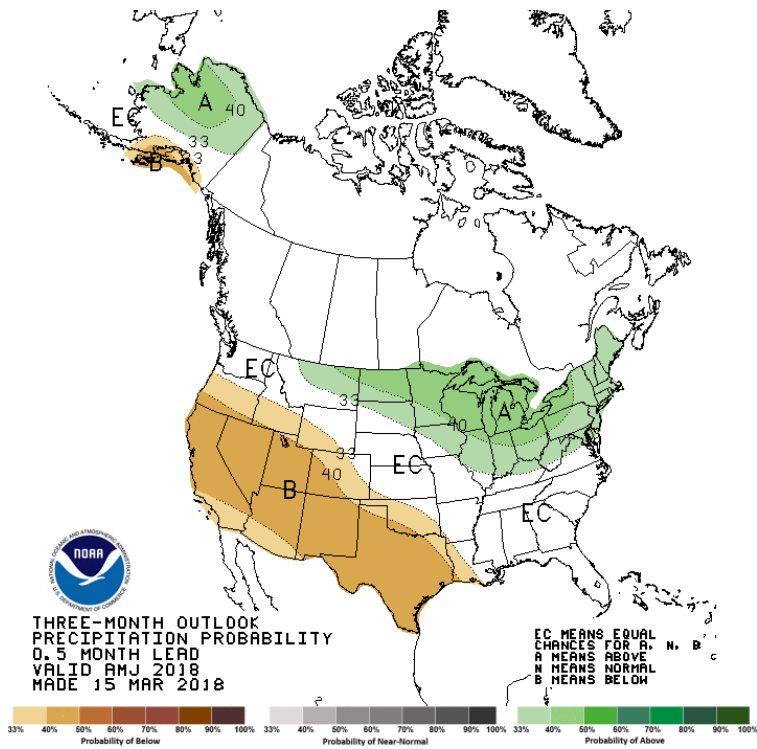 A
40
EC
33
3
B
EC
33
A
40
33
EC
40
B
EC
NATIONAL OCEANIC AND ATMOSPHERIC ADMINISTRATION
NOAA
U.S. DEPARTMENT OF COMMERCE
THREE-MONTH OUTLOOK
PRECIPITATION PROBABILITY
0.5 MONTH LEAD
VALID AMJ 2018
MADE 15 MAR 2018
EC MEANS EQUAL
CHANCES FOR A, N, B
A MEANS ABOVE
N MEANS NORMAL
B MEANS BELOW
33% 40% 50% 60% 70% 80% 90% 100%
Probability of Below
33% 40% 50% 60% 70% 80% 90% 100%
Probability of Near-Normal
33% 40% 50% 60% 70% 80% 90% 100%
Probability of Above